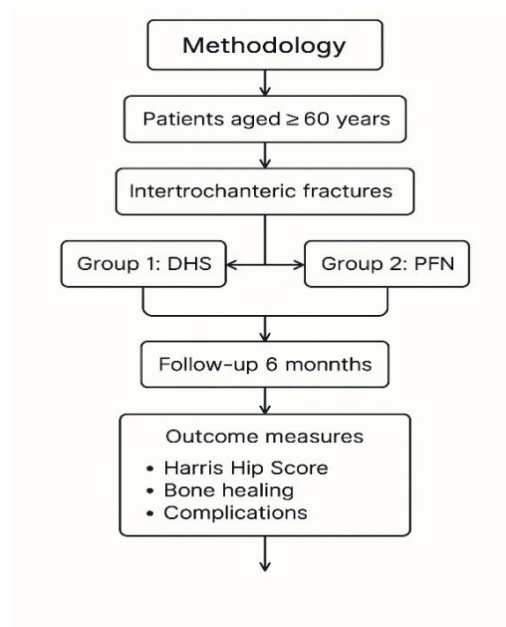 Methodology
Patients aged ≥ 60 years
Intertrochanteric fractures
Group 1: DHS
Group 2: PFN
Follow-up 6 monnths
Outcome measures
• Harris Hip Score
• Bone healing
• Complications